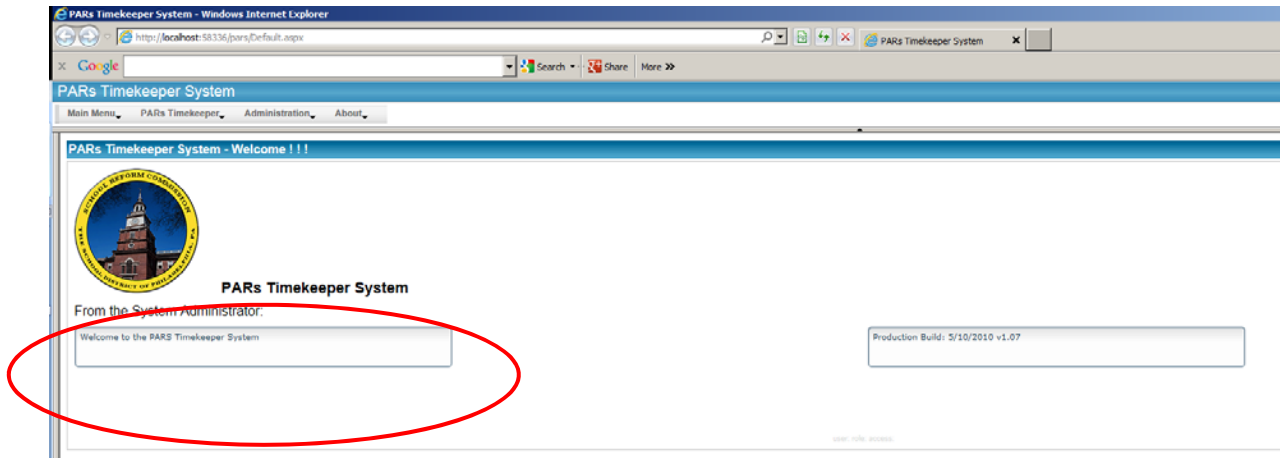 PARs Timekeeper System - Windows Internet Explorer
http://localhost:58336/pars/Default.aspx
PARs Timekeeper System
Google
Search
Share
More »
PARs Timekeeper System
Main Menu
PARs Timekeeper
Administration
About
PARs Timekeeper System - Welcome ! ! !
SCHOOL REFORM COMMISSION
THE SCHOOL DISTRICT OF PHILADELPHIA, PA
PARs Timekeeper System
From the System Administrator:
Welcome to the PARS Timekeeper System
Production Build: 5/10/2010 v1.07
user: role: access: